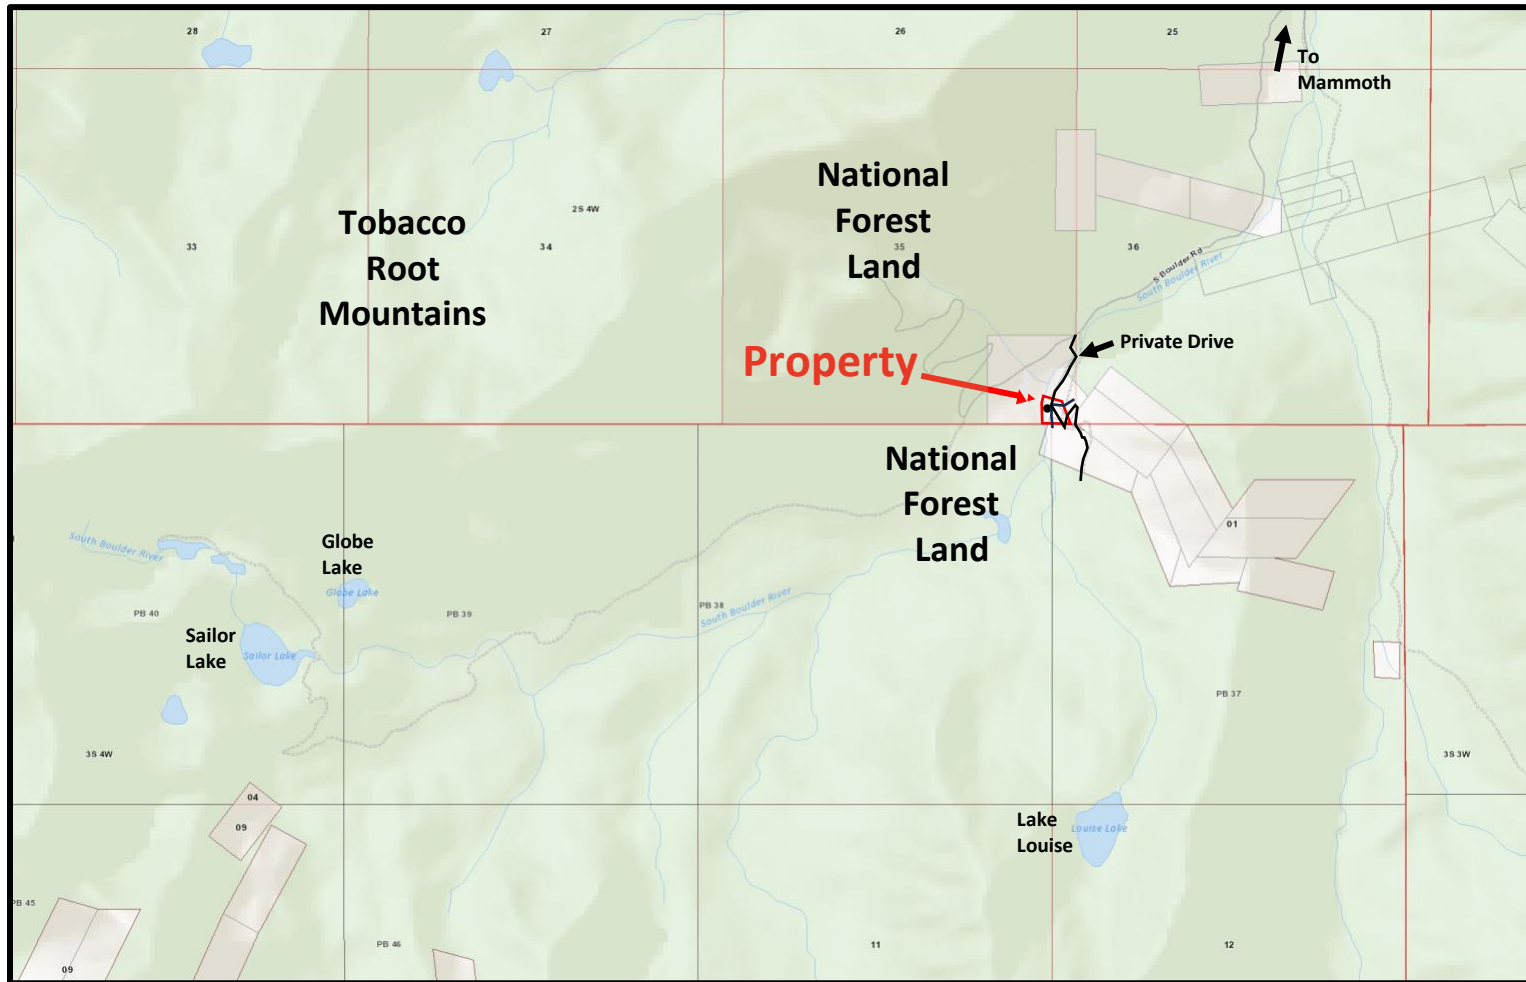 28
27
26
25
To
Mammoth
National
Forest
Land
2S 4W
Tobacco
Root
Mountains
33
34
35
36
S Boulder Rd
South Boulder River
Private Drive
Property
National
Forest
Land
01
South Boulder River
Globe
Lake
Globe Lake
PB 40
PB 39
PB 38
South Boulder River
Sailor
Lake
Sailor Lake
PB 37
3S 4W
3S 3W
04
09
Lake
Louise
Louise Lake
PB 45
PB 46
11
12
09